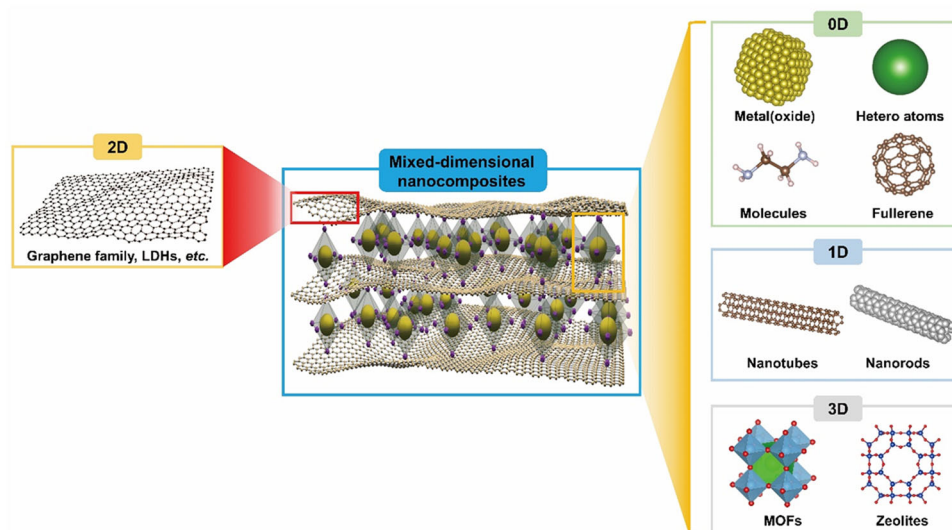 2D
Graphene family, LDHs, etc.
Mixed-dimensional
nanocomposites
0D
Metal(oxide)
Hetero atoms
Molecules
Fullerene
1D
Nanotubes
Nanorods
3D
MOFs
Zeolites